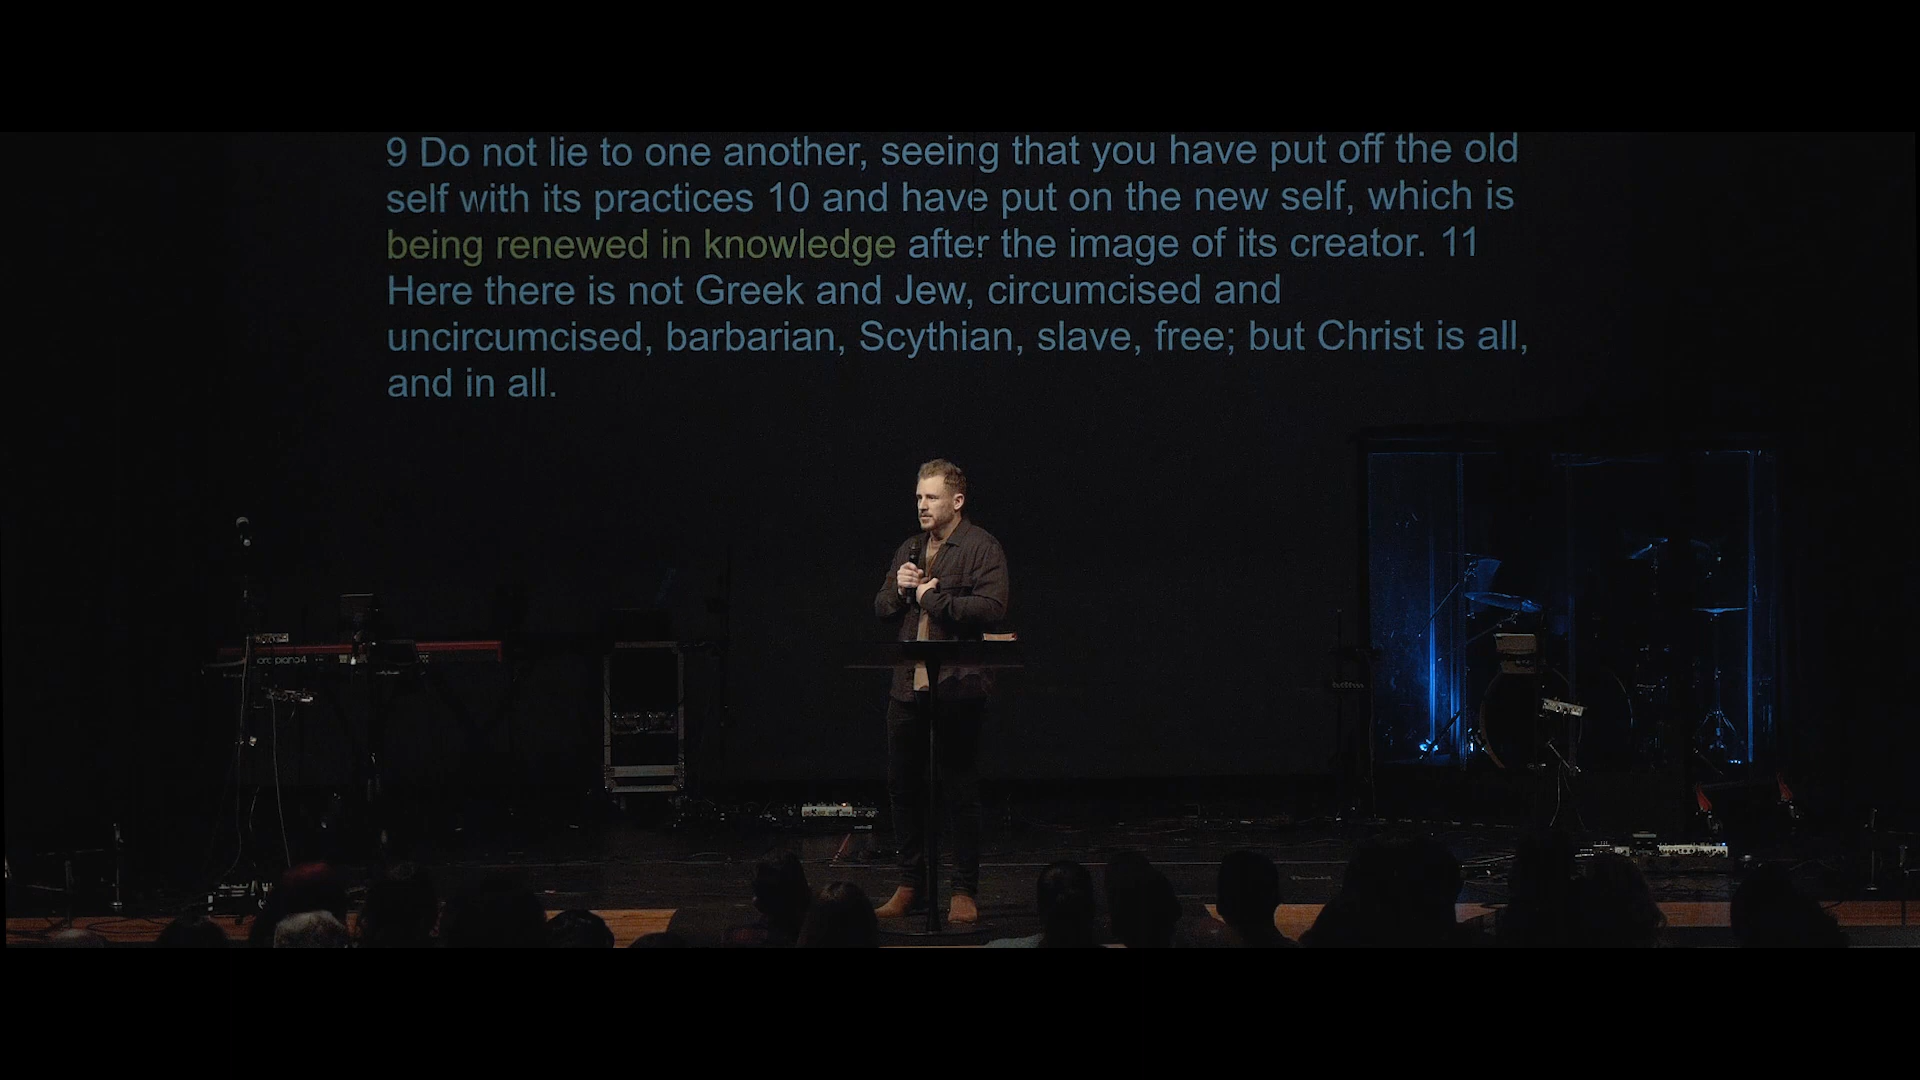 9 Do not lie to one another, seeing that you have put off the old
self with its practices 10 and have put on the new self, which is
being renewed in knowledge after the image of its creator. 11
Here there is not Greek and Jew, circumcised and
uncircumcised, barbarian, Scythian, slave, free; but Christ is all,
and in all.